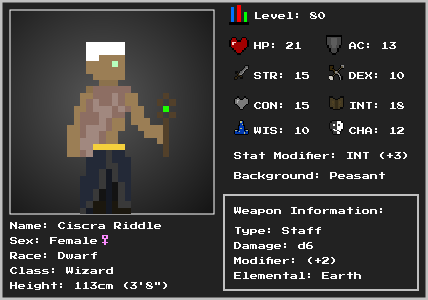 Level: 80
HP: 21
AC: 13
STR: 15
DEX: 10
CON: 15
INT: 18
WIS: 10
CHA: 12
Stat Modifier: INT (+3)
Background: Peasant
Weapon Information:
Type: Staff
Damage: d6
Modifier: (+2)
Elemental: Earth
Name: Ciscra Riddle
Sex: Female♀
Race: Dwarf
Class: Wizard
Height: 113cm (3'8")